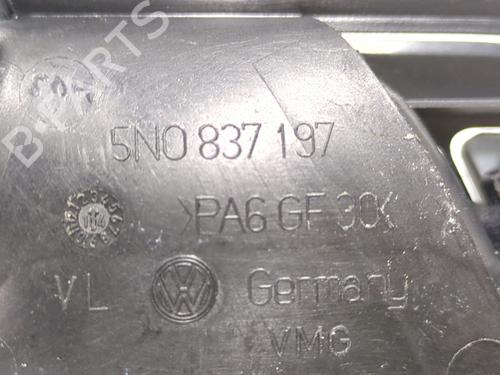 B-PARTS
5N0 837 197
>PA6 GF 30<
VL
Germany
VMG